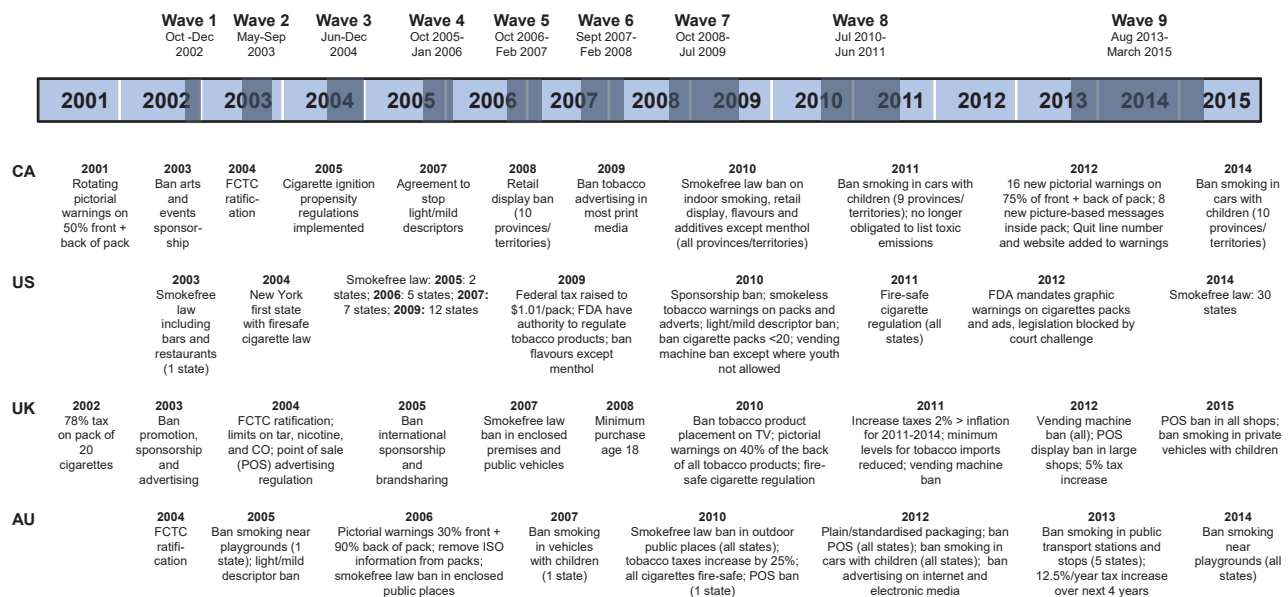 Wave 1
Oct -Dec
2002
Wave 2
May-Sep
2003
Wave 3
Jun-Dec
2004
Wave 4
Oct 2005-
Jan 2006
Wave 5
Oct 2006-
Feb 2007
Wave 6
Sept 2007-
Feb 2008
Wave 7
Oct 2008-
Jul 2009
Wave 8
Jul 2010-
Jun 2011
Wave 9
Aug 2013-
March 2015
2001 2002 2003 2004 2005 2006 2007 2008 2009 2010 2011 2012 2013 2014 2015
CA
2001
Rotating
pictorial
warnings on
50% front +
back of pack
2003
Ban arts
and
events
sponsor-
ship
2004
FCTC
ratific-
ation
2005
Cigarette ignition
propensity
regulations
implemented
2007
Agreement to
stop
light/mild
descriptors
2008
Retail
display ban
(10
provinces/
territories)
2009
Ban tobacco
advertising in
most print
media
2010
Smokefree law ban on
indoor smoking, retail
display, flavours and
additives except menthol
(all provinces/territories)
2011
Ban smoking in cars with
children (9 provinces/
territories); no longer
obligated to list toxic
emissions
2012
16 new pictorial warnings on
75% of front + back of pack; 8
new picture-based messages
inside pack; Quit line number
and website added to warnings
2014
Ban smoking in
cars with
children (10
provinces/
territories)
US
2003
Smokefree
law
including
bars and
restaurants
(1 state)
2004
New York
first state
with firesafe
cigarette law
Smokefree law: 2005: 2
states; 2006: 5 states; 2007:
7 states; 2009: 12 states
2009
Federal tax raised to
$1.01/pack; FDA have
authority to regulate
tobacco products; ban
flavours except
menthol
2010
Sponsorship ban; smokeless
tobacco warnings on packs and
adverts; light/mild descriptor ban;
ban cigarette packs <20; vending
machine ban except where youth
not allowed
2011
Fire-safe
cigarette
regulation (all
states)
2012
FDA mandates graphic
warnings on cigarettes packs
and ads, legislation blocked by
court challenge
2014
Smokefree law: 30
states
UK
2002
78% tax
on pack of
20
cigarettes
2003
Ban
promotion,
sponsorship
and
advertising
2004
FCTC ratification;
limits on tar, nicotine,
and CO; point of sale
(POS) advertising
regulation
2005
Ban
international
sponsorship
and
brandsharing
2007
Smokefree law
ban in enclosed
premises and
public vehicles
2008
Minimum
purchase
age 18
2010
Ban tobacco product
placement on TV; pictorial
warnings on 40% of the back
of all tobacco products; fire-
safe cigarette regulation
2011
Increase taxes 2% > inflation
for 2011-2014; minimum
levels for tobacco imports
reduced; vending machine
ban
2012
Vending machine
ban (all); POS
display ban in large
shops; 5% tax
increase
2015
POS ban in all shops;
ban smoking in private
vehicles with children
AU
2004
FCTC
ratifi-
cation
2005
Ban smoking near
playgrounds (1
state); light/mild
descriptor ban
2006
Pictorial warnings 30% front +
90% back of pack; remove ISO
information from packs;
smokefree law ban in enclosed
public places
2007
Ban smoking
in vehicles
with children
(1 state)
2010
Smokefree law ban in outdoor
public places (all states);
tobacco taxes increase by 25%;
all cigarettes fire-safe; POS ban
(1 state)
2012
Plain/standardised packaging; ban
POS (all states); ban smoking in
cars with children (all states); ban
advertising on internet and
electronic media
2013
Ban smoking in public
transport stations and
stops (5 states);
12.5%/year tax increase
over next 4 years
2014
Ban smoking
near
playgrounds (all
states)